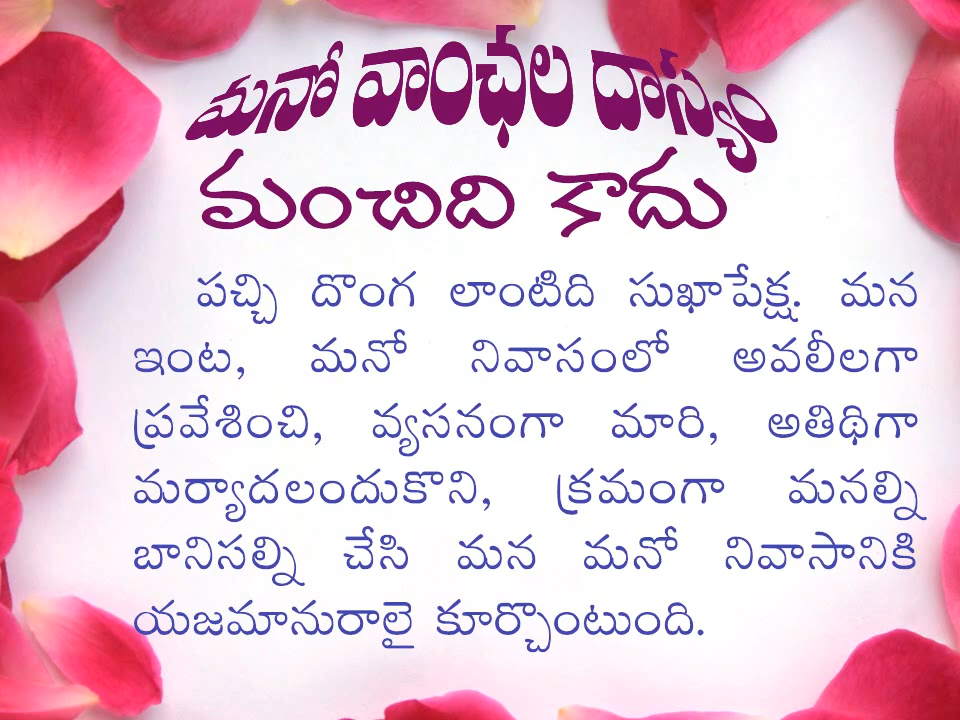 మనో వాంఛల దాస్యం
మంచిది కాదు
పచ్చి దొంగ లాంటిది సుఖాపేక్ష. మన
ఇంట, మనో నివాసంలో అవలీలగా
ప్రవేశించి, వ్యసనంగా మారి, అతిథిగా
మర్యాదలందుకొని, క్రమంగా మనల్ని
బానిసల్ని చేసి మన మనో నివాసానికి
యజమానురాలై కూర్చొంటుంది.